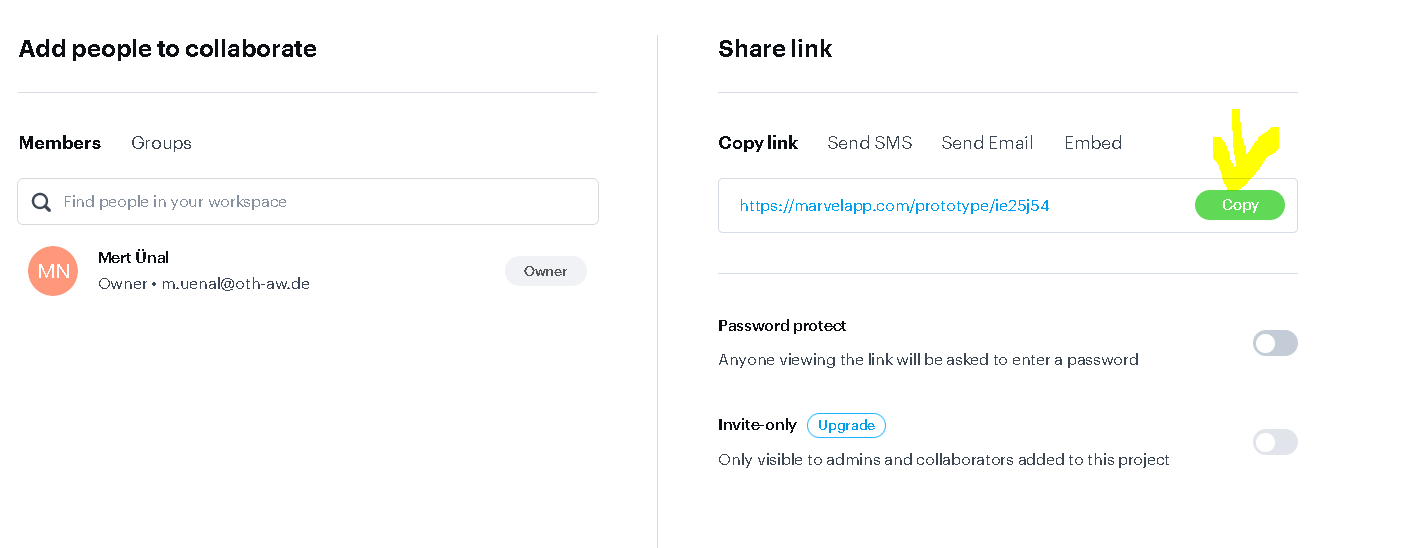 Add people to collaborate
Members Groups
Find people in your workspace
MN
Mert Ünal
Owner • m.uenal@oth-aw.de
Owner
Share link
Copy link Send SMS Send Email Embed
https://marvelapp.com/prototype/ie25j54 Copy
Password protect
Anyone viewing the link will be asked to enter a password
Invite-only Upgrade
Only visible to admins and collaborators added to this project